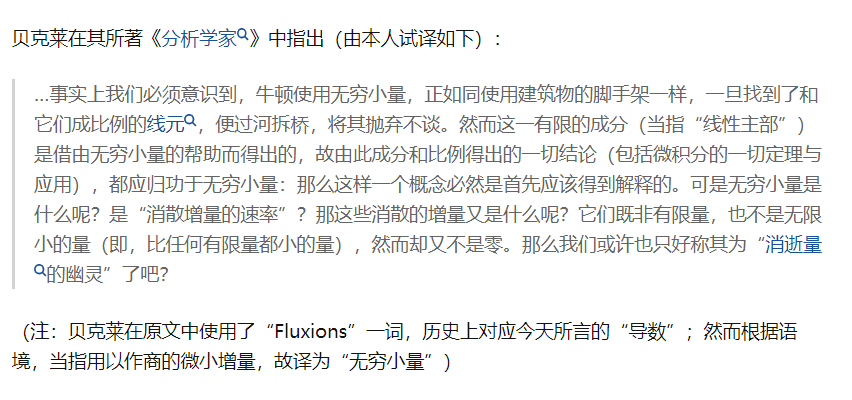 贝克莱在其所著《分析学家》中指出（由本人试译如下）：
…事实上我们必须意识到，牛顿使用无穷小量，正如同使用建筑物的脚手架一样，一旦找到了和
它们成比例的线元，便过河拆桥，将其抛弃不谈。然而这一有限的成分（当指“线性主部”）
是借由无穷小量的帮助而得出的，故由此成分和比例得出的一切结论（包括微积分的一切定理与
应用），都应归功于无穷小量：那么这样一个概念必然是首先应该得到解释的。可是无穷小量是
什么呢？是“消散增量的速率”？那这些消散的增量又是什么呢？它们既非有限量，也不是无限
小的量（即，比任何有限量都小的量），然而却又不是零。那么我们或许也只好称其为“消逝量
的幽灵”了吧？
（注：贝克莱在原文中使用了“Fluxions”一词，历史上对应今天所言的“导数”；然而根据语
境，当指用以作商的微小增量，故译为“无穷小量”）